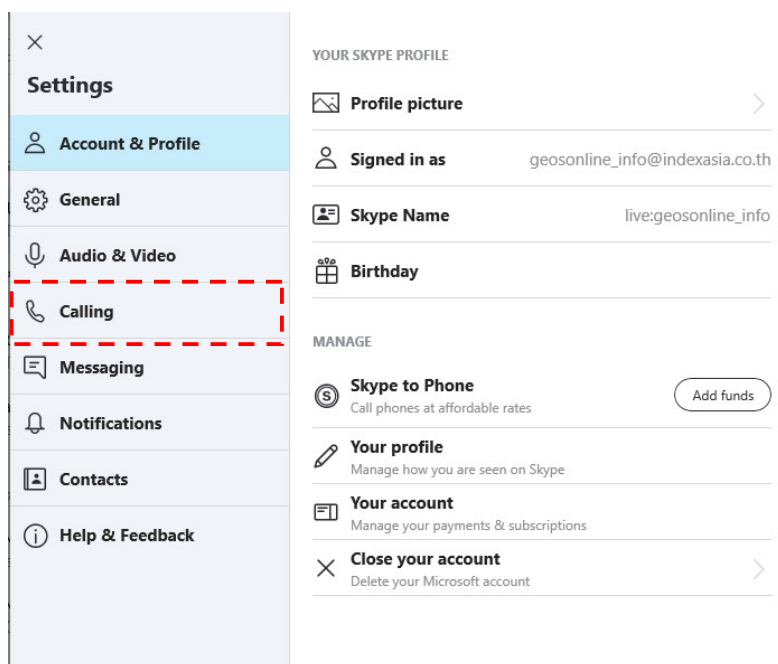 Settings
Account & Profile
General
Audio & Video
Calling
Messaging
Notifications
Contacts
Help & Feedback
YOUR SKYPE PROFILE
Profile picture
Signed in as geosonline_info@indexasia.co.th
Skype Name live:geosonline_info
Birthday
MANAGE
Skype to Phone
Call phones at affordable rates
Add funds
Your profile
Manage how you are seen on Skype
Your account
Manage your payments & subscriptions
Close your account
Delete your Microsoft account